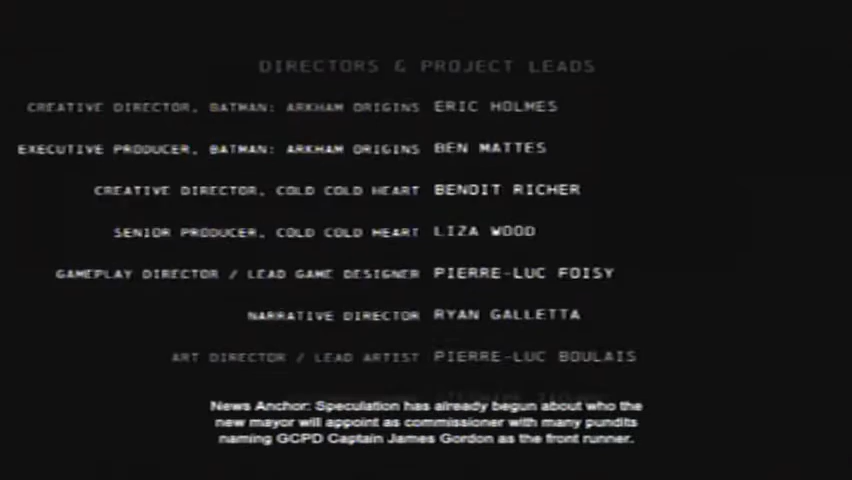 DIRECTORS & PROJECT LEADS
CREATIVE DIRECTOR, BATMAN: ARKHAM ORIGINS ERIC HOLMES
EXECUTIVE PRODUCER, BATMAN: ARKHAM ORIGINS BEN MATTES
CREATIVE DIRECTOR, COLD COLD HEART BENOIT RICHER
SENIOR PRODUCER, COLD COLD HEART LIZA WOOD
GAMEPLAY DIRECTOR / LEAD GAME DESIGNER PIERRE-LUC FOISY
NARRATIVE DIRECTOR RYAN GALLETTA
ART DIRECTOR / LEAD ARTIST PIERRE-LUC BOULAIS
News Anchor: Speculation has already begun about who the
new mayor will appoint as commissioner with many pundits
naming GCPD Captain James Gordon as the front runner.